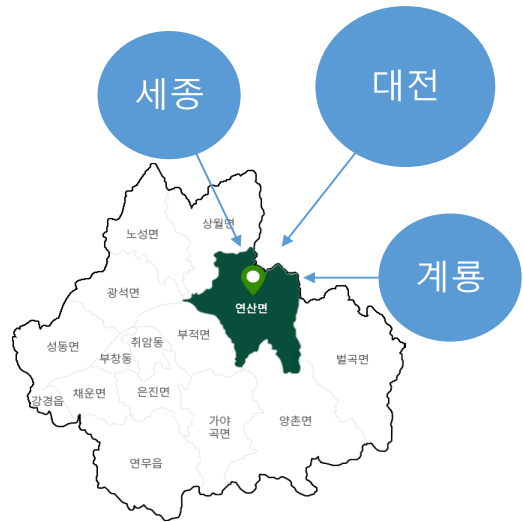 세종
대전
계룡
상월면
노성면
광석면
연산면
부적면
취암동
성동면
부창동
벌곡면
은진면
채운면
강경읍
가야
곡면
양촌면
연무읍